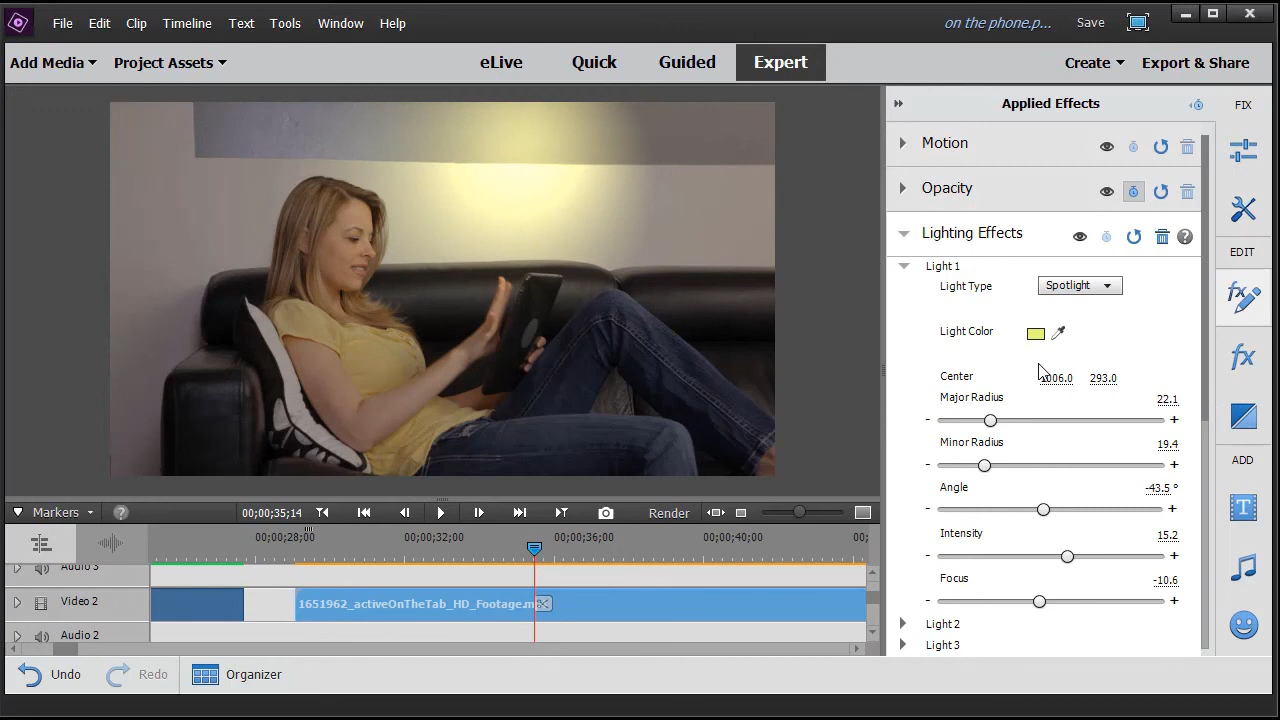 File Edit Clip Timeline Text Tools Window Help on the phone.p... Save
Add Media Project Assets eLive Quick Guided Expert Create Export & Share
Applied Effects FIX
Motion
Opacity
EDIT
Lighting Effects
Light 1
Light Type Spotlight
Light Color
Center 006.0 293.0
Major Radius 22.1
- +
Minor Radius 19.4
- +
ADD
Angle -43.5 °
- +
Intensity 15.2
- +
Focus -10.6
- +
Light 2
Light 3
Markers 00;00;35;14 Render
00;00;28;00 00;00;32;00 00;00;36;00 00;00;40;00 00;
Audio 3
Video 2 1651962_activeOnTheTab_HD_Footage.m
Audio 2
Undo Redo Organizer